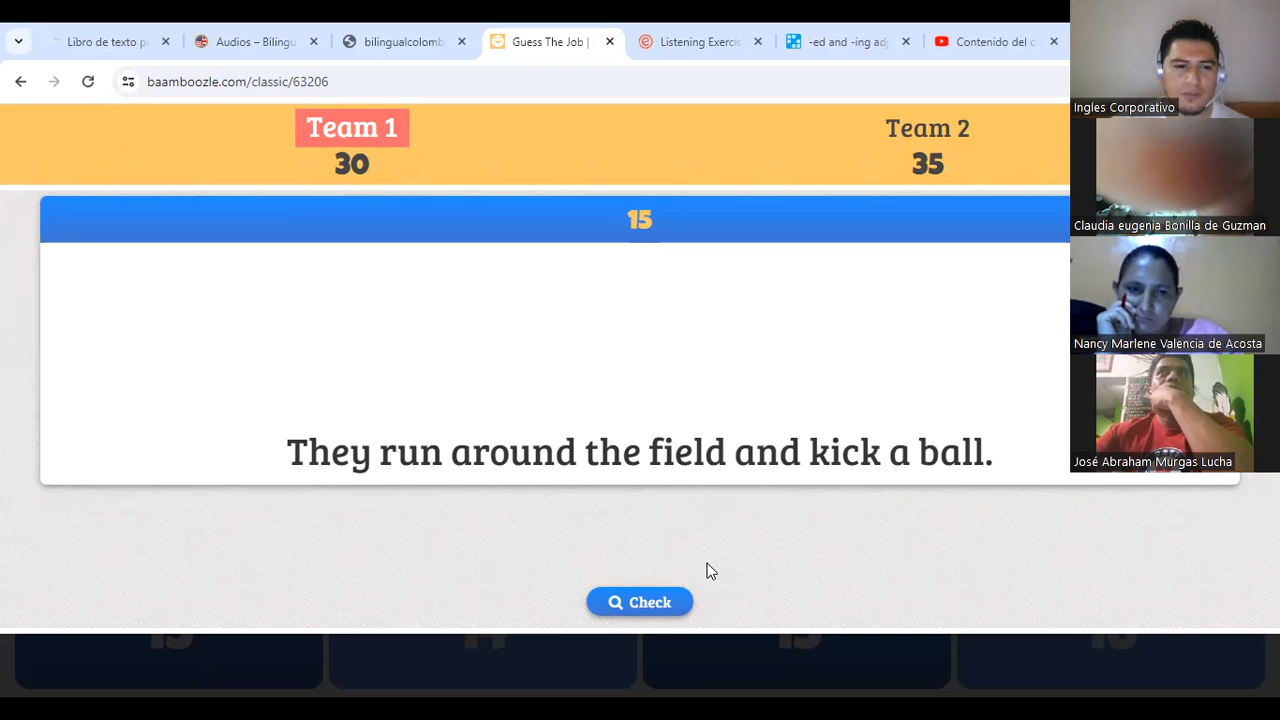 Libro de texto pa
Audios – Bilingu
bilingualcolomb
Guess The Job |
Listening Exercis
-ed and -ing adj
Contenido del c
baamboozle.com/classic/63206
Team 1
30
Team 2
35
15
They run around the field and kick a ball.
Check
Ingles Corporativo
Claudia eugenia Bonilla de Guzman
Nancy Marlene Valencia de Acosta
José Abraham Murgas Lucha